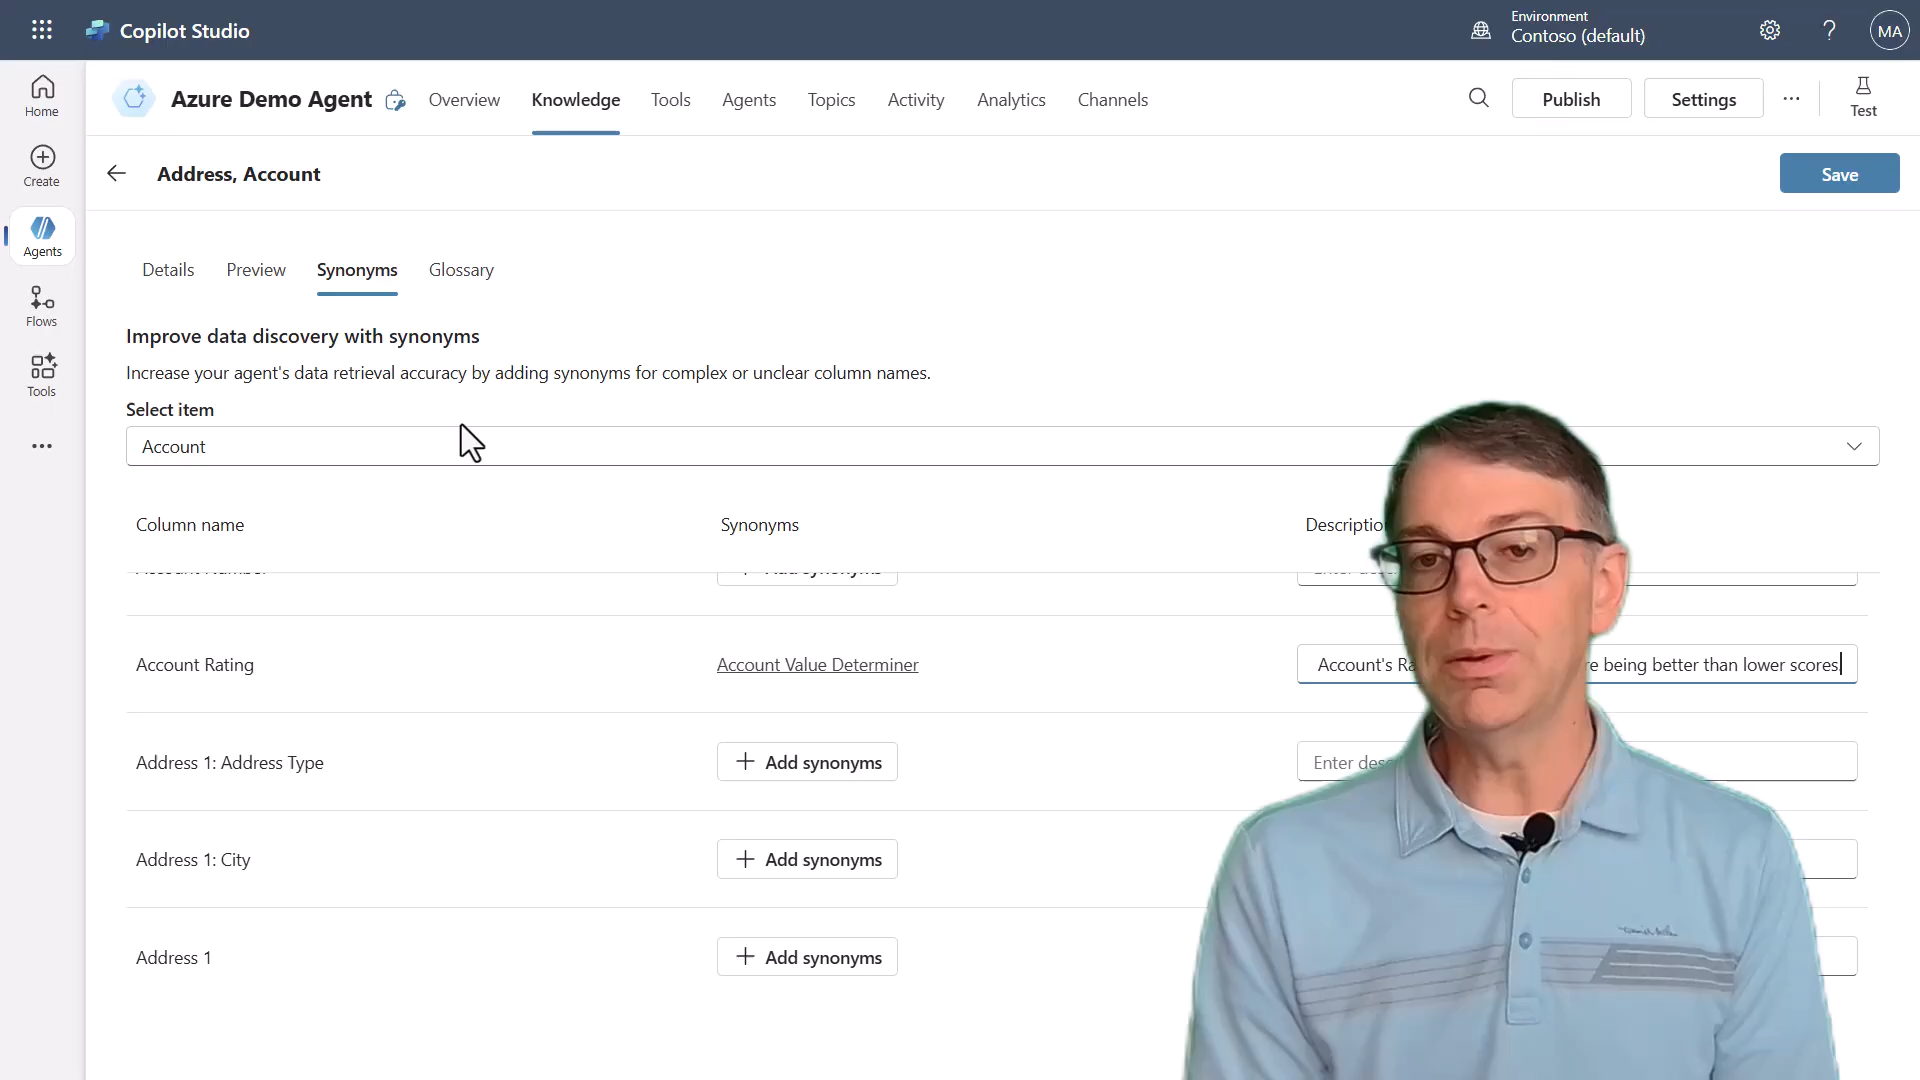 Copilot Studio
Environment
Contoso (default)
MA
Azure Demo Agent
Overview
Knowledge
Tools
Agents
Topics
Activity
Analytics
Channels
Publish
Settings
Test
Home
Create
Agents
Flows
Tools
Address, Account
Save
Details
Preview
Synonyms
Glossary
Improve data discovery with synonyms
Increase your agent's data retrieval accuracy by adding synonyms for complex or unclear column names.
Select item
Account
Column name
Synonyms
Account Rating
Account Value Determiner
Account's
being better than lower scores
Address 1: Address Type
Add synonyms
Enter
Address 1: City
Add synonyms
Address 1
Add synonyms